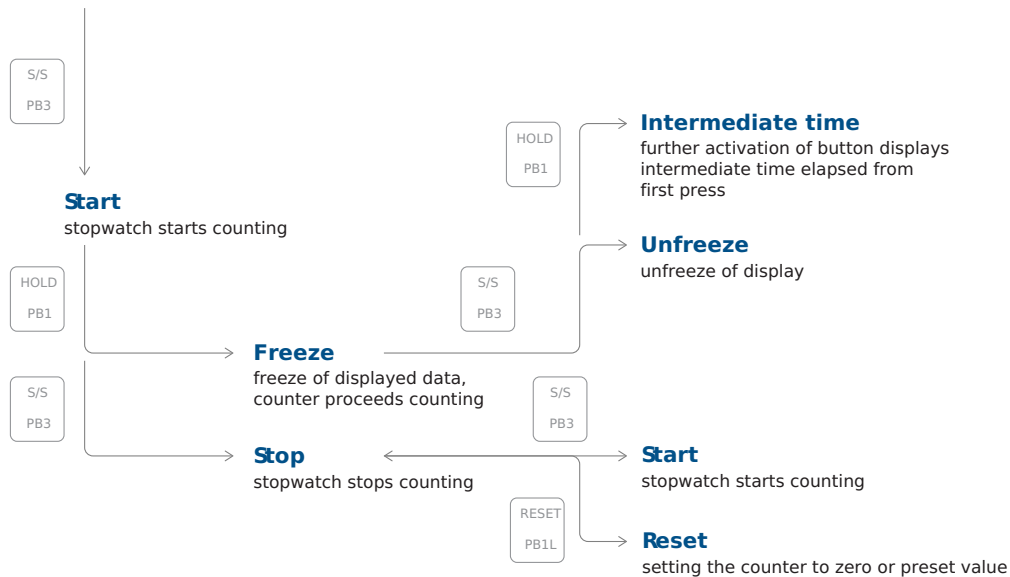 S/S
PB3
Start
stopwatch starts counting
HOLD
PB1
Intermediate time
further activation of button displays
intermediate time elapsed from
first press
HOLD
PB1
S/S
PB3
Unfreeze
unfreeze of display
Freeze
freeze of displayed data,
counter proceeds counting
S/S
PB3
Stop
stopwatch stops counting
S/S
PB3
Start
stopwatch starts counting
RESET
PB1L
Reset
setting the counter to zero or preset value